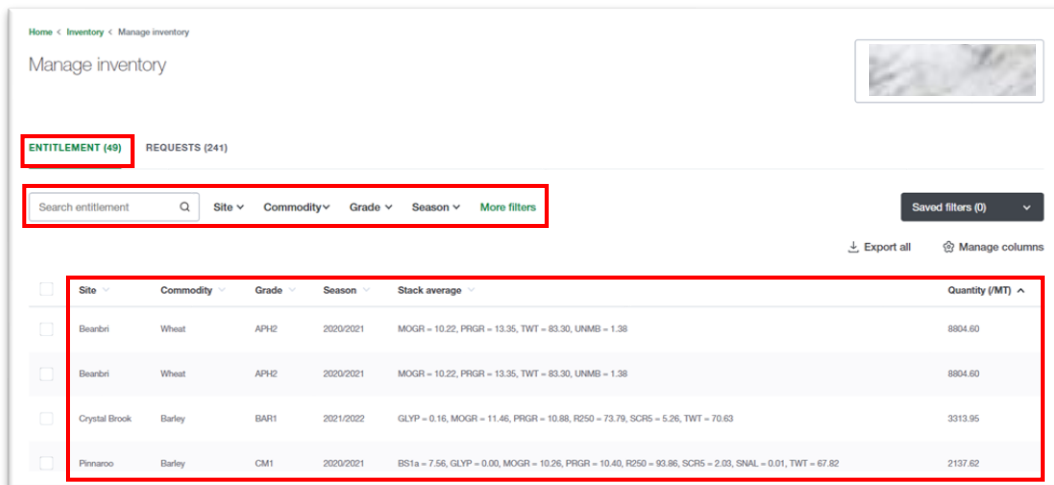 Home < Inventory < Manage inventory
Manage inventory
ENTITLEMENT (49) REQUESTS (241)
Search entitlement Site Commodity Grade Season More filters Saved filters (0)
Export all Manage columns
Site Commodity Grade Season Stack average Quantity (/MT)
Beanbri Wheat APH2 2020/2021 MOGR = 10.22, PRGR = 13.35, TWT = 83.30, UNMB = 1.38 8804.60
Beanbri Wheat APH2 2020/2021 MOGR = 10.22, PRGR = 13.35, TWT = 83.30, UNMB = 1.38 8804.60
Crystal Brook Barley BAR1 2021/2022 GLYP = 0.16, MOGR = 11.46, PRGR = 10.88, R250 = 73.79, SCR5 = 5.26, TWT = 70.63 3313.95
Pinnaroo Barley CM1 2020/2021 BS1a = 7.56, GLYP = 0.00, MOGR = 10.26, PRGR = 10.40, R250 = 93.86, SCR5 = 2.03, SNAL = 0.01, TWT = 67.82 2137.62